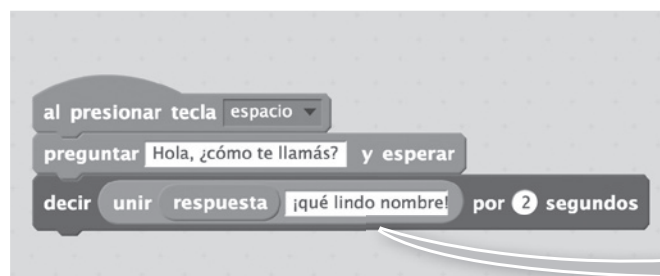 al presionar tecla espacio
preguntar Hola, ¿cómo te llamás? y esperar
decir unir respuesta ¡qué lindo nombre! por 2 segundos